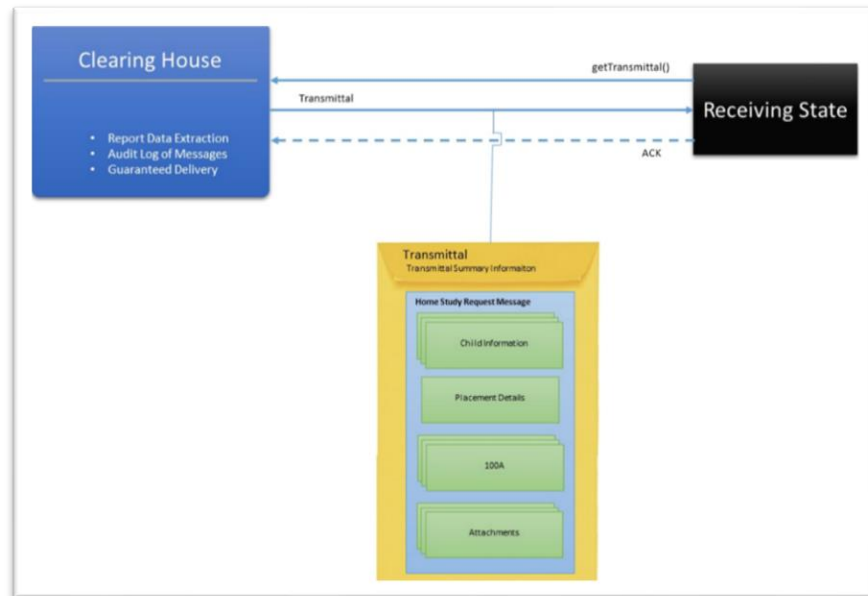 Clearing House
• Report Data Extraction
• Audit Log of Messages
• Guaranteed Delivery
getTransmittal()
Transmittal
ACK
Receiving State
Transmittal
Transmittal Summary Informaiton
Home Study Request Message
Child Information
Placement Details
100A
Attachments